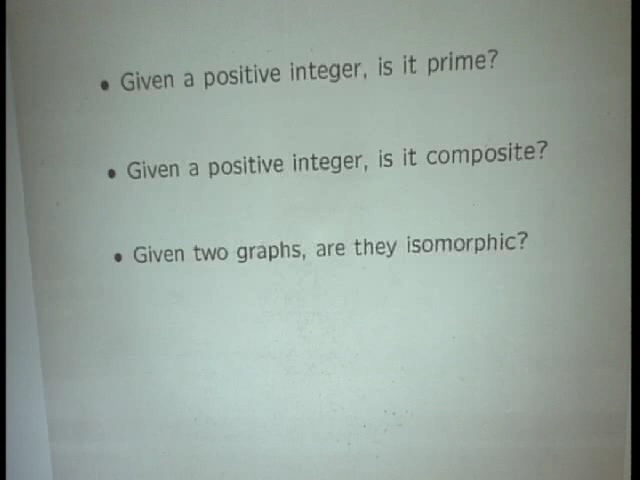 • Given a positive integer, is it prime?
• Given a positive integer, is it composite?
• Given two graphs, are they isomorphic?